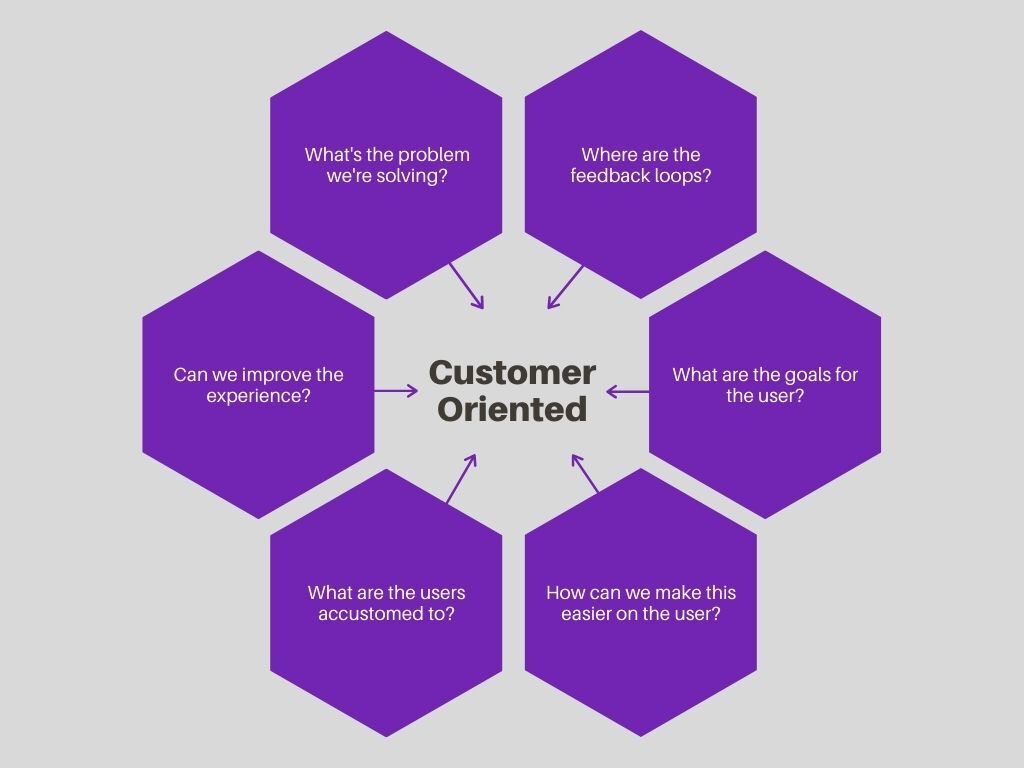 What's the problem
we're solving?
Where are the
feedback loops?
Can we improve the
experience?
Customer
Oriented
What are the goals for
the user?
What are the users
accustomed to?
How can we make this
easier on the user?